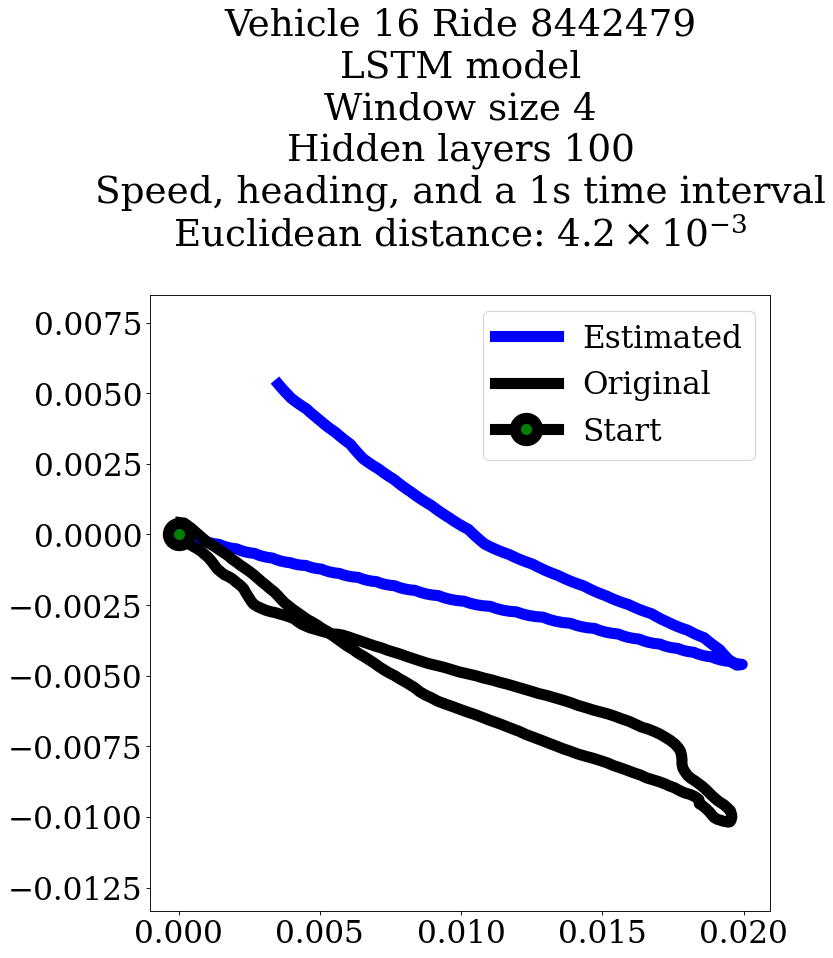 Vehicle 16 Ride 8442479
LSTM model
Window size 4
Hidden layers 100
Speed, heading, and a 1s time interval
Euclidean distance: 4.2 × 10⁻³
Estimated
Original
Start
0.0075
0.0050
0.0025
0.0000
−0.0025
−0.0050
−0.0075
−0.0100
−0.0125
0.000 0.005 0.010 0.015 0.020